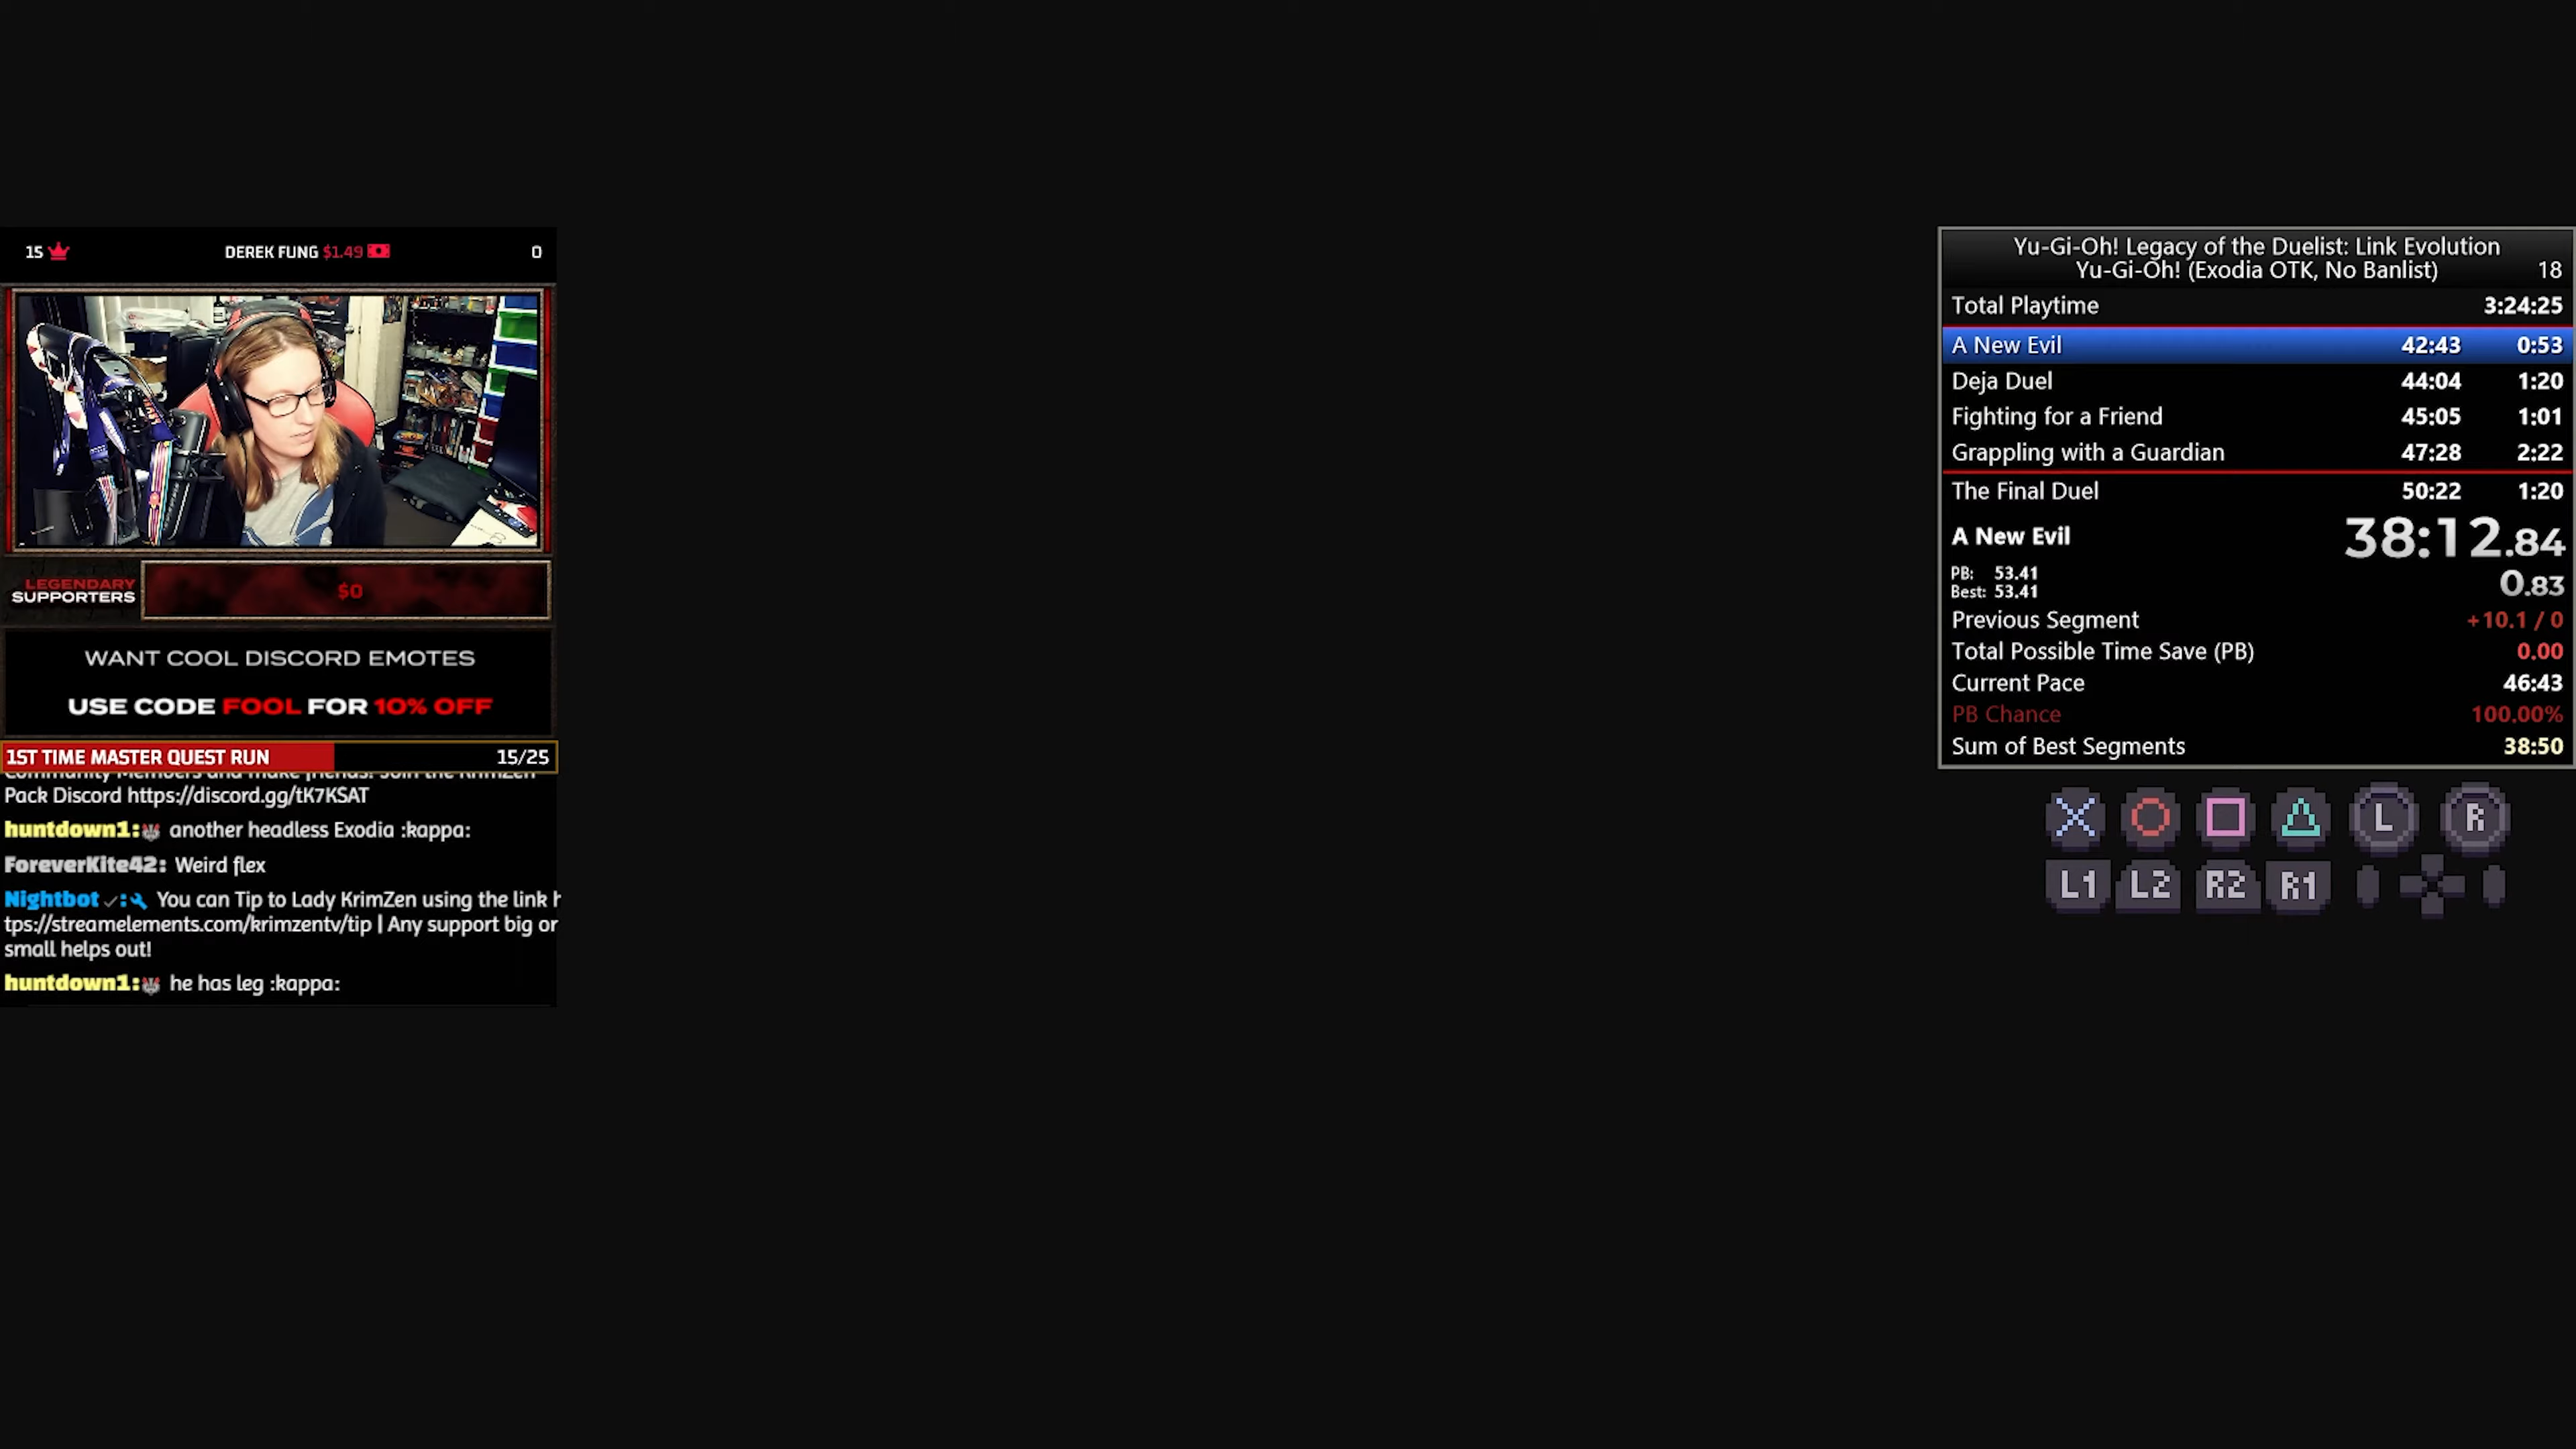 15
DEREK FUNG $1.49
0
LEGENDARY
SUPPORTERS
$0
WANT COOL DISCORD EMOTES
USE CODE FOOL FOR 10% OFF
1ST TIME MASTER QUEST RUN 15/25
Community Members and make friends! Join the KrimZen
Pack Discord https://discord.gg/tK7KSAT
huntdown1: another headless Exodia :kappa:
ForeverKite42: Weird flex
Nightbot : You can Tip to Lady KrimZen using the link h
tps://streamelements.com/krimzentv/tip | Any support big or
small helps out!
huntdown1: he has leg :kappa:
Yu-Gi-Oh! Legacy of the Duelist: Link Evolution
Yu-Gi-Oh! (Exodia OTK, No Banlist) 18
Total Playtime 3:24:25
A New Evil 42:43 0:53
Deja Duel 44:04 1:20
Fighting for a Friend 45:05 1:01
Grappling with a Guardian 47:28 2:22
The Final Duel 50:22 1:20
A New Evil 38:12.84
PB: 53.41
Best: 53.41 0.83
Previous Segment +10.1 / 0
Total Possible Time Save (PB) 0.00
Current Pace 46:43
PB Chance 100.00%
Sum of Best Segments 38:50
L R
L1 L2 R2 R1